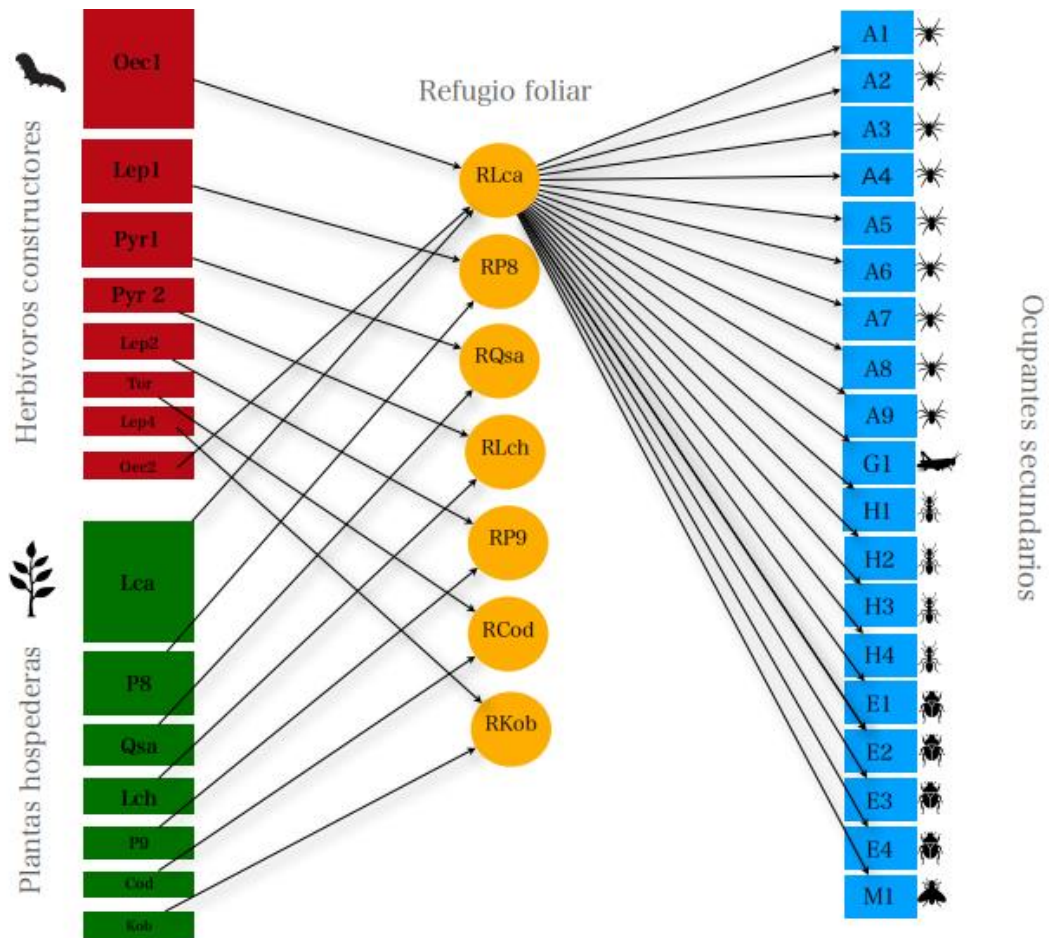 Herbívoros constructores
Oec1
Lep1
Pyr1
Pyr 2
Lep2
Tor
Lep4
Oec2
Plantas hospederas
Lca
P8
Qsa
Lch
P9
Cod
Kob
Refugio foliar
RLca
RP8
RQsa
RLch
RP9
RCod
RKob
A1
A2
A3
A4
A5
A6
A7
A8
A9
G1
H1
H2
H3
H4
E1
E2
E3
E4
M1
Ocupantes secundarios